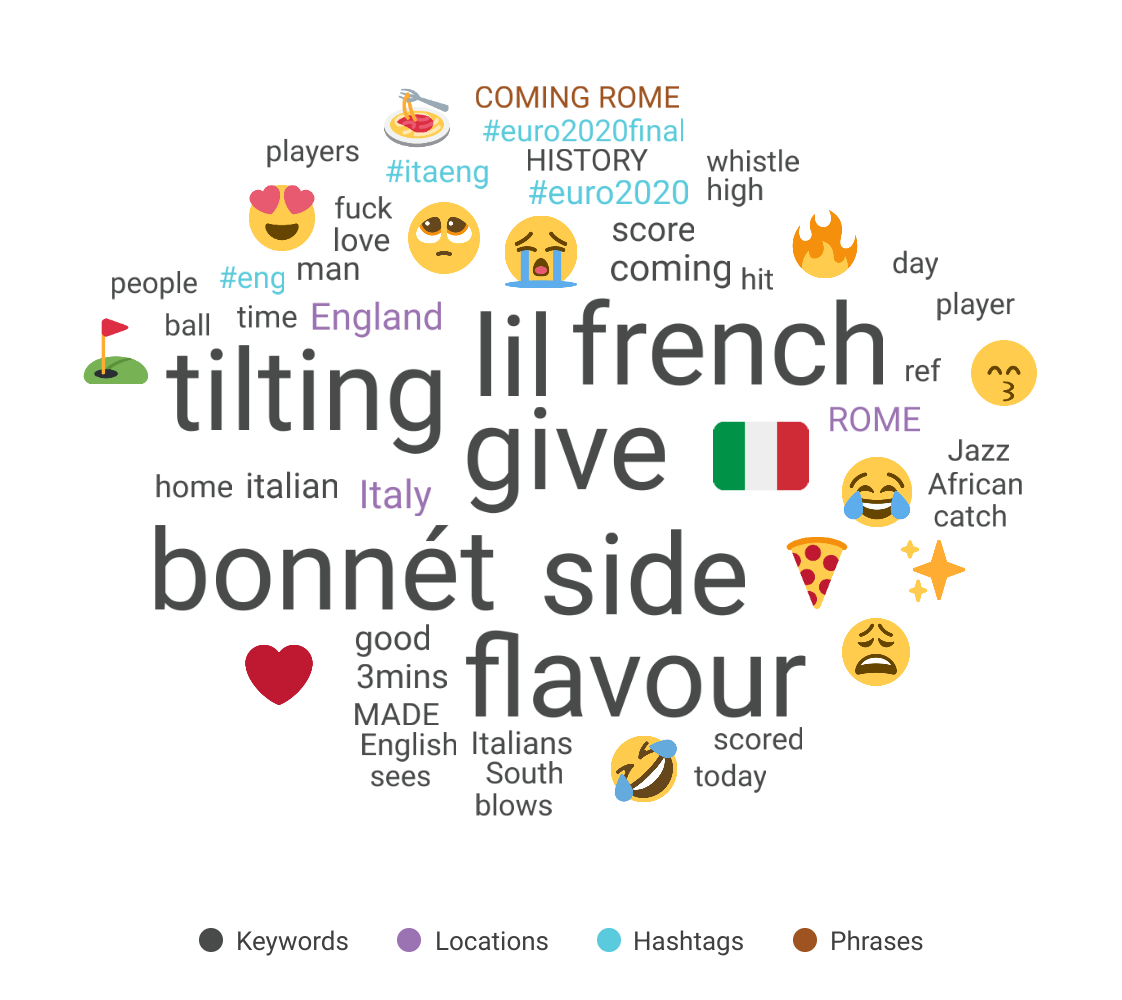 COMING ROME
#euro2020final
players
#itaeng
HISTORY
whistle
#euro2020
high
fuck
love
score
man
coming
hit
day
people
#eng
player
ball
time
England
lil
french
tilting
ref
give
ROME
Jazz
African
catch
home
italian
Italy
bonnét
side
good
3mins
flavour
MADE
English
Italians
scored
sees
South
today
blows
Keywords
Locations
Hashtags
Phrases